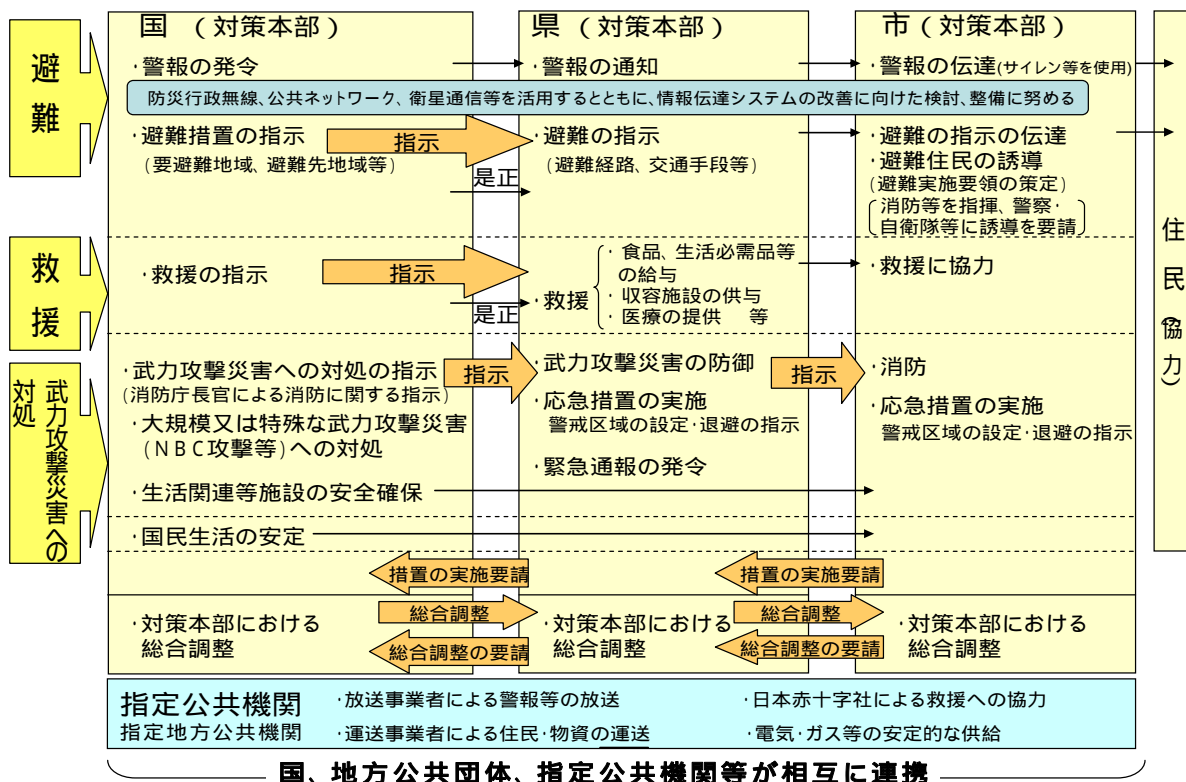 避難
国 (対策本部)
県 (対策本部)
市 (対策本部)
・警報の発令
・警報の通知
・警報の伝達(サイレン等を使用)
防災行政無線、公共ネットワーク、衛星通信等を活用するとともに、情報伝達システムの改善に向けた検討、整備に努める
・避難措置の指示
(要避難地域、避難先地域等)
指示
是正
・避難の指示
(避難経路、交通手段等)
・避難の指示の伝達
・避難住民の誘導
(避難実施要領の策定)
消防等を指揮、警察・
自衛隊等に誘導を要請
住民(協力)
救援
・救援の指示
指示
是正
・救援
・食品、生活必需品等
の給与
・収容施設の供与
・医療の提供 等
・救援に協力
武力攻撃災害への
対処
・武力攻撃災害への対処の指示
(消防庁長官による消防に関する指示)
・大規模又は特殊な武力攻撃災害
(NBC攻撃等)への対処
指示
・武力攻撃災害の防御
・応急措置の実施
警戒区域の設定・退避の指示
・緊急通報の発令
指示
・消防
・応急措置の実施
警戒区域の設定・退避の指示
・生活関連等施設の安全確保
・国民生活の安定
措置の実施要請
措置の実施要請
・対策本部における
総合調整
総合調整
総合調整の要請
・対策本部における
総合調整
総合調整
総合調整の要請
・対策本部における
総合調整
指定公共機関
指定地方公共機関
・放送事業者による警報等の放送
・日本赤十字社による救援への協力
・運送事業者による住民・物資の運送
・電気・ガス等の安定的な供給
国、地方公共団体、指定公共機関等が相互に連携